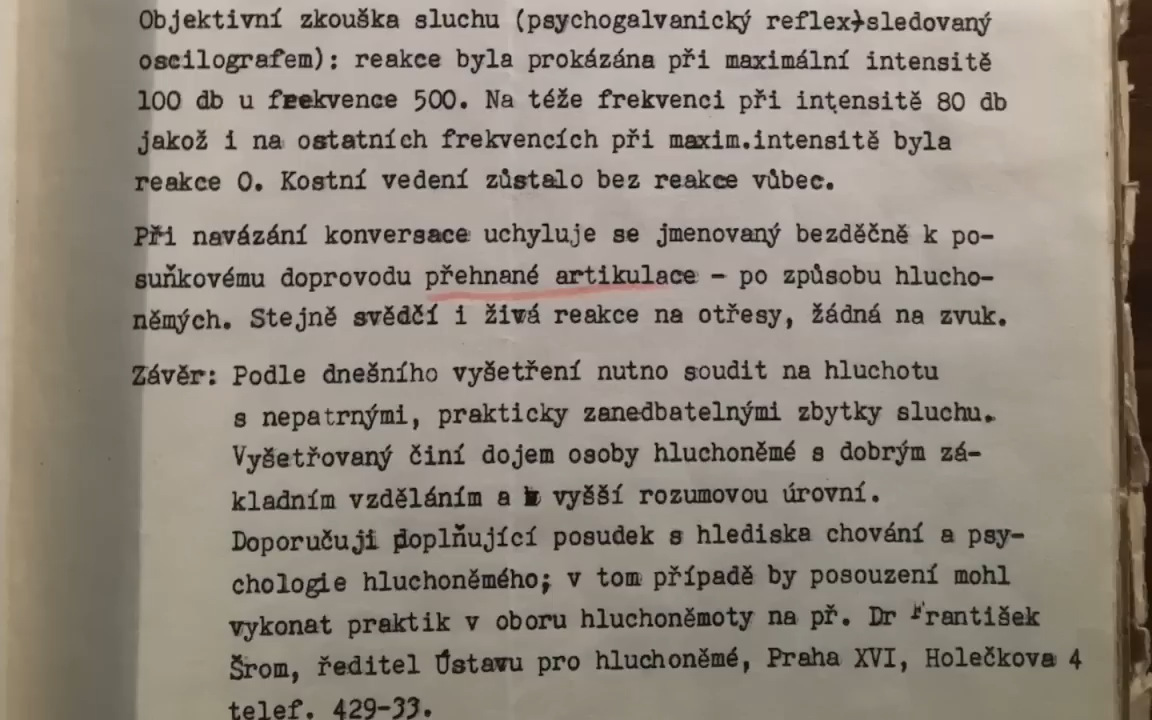 Objektivní zkouška sluchu (psychogalvanický reflex)sledovaný
oscilografem): reakce byla prokázána při maximální intensitě
100 db u frekvence 500. Na téže frekvenci při intensitě 80 db
jakož i na ostatních frekvencích při maxim.intensitě byla
reakce 0. Kostní vedení zůstalo bez reakce vůbec.
Při navázání konversace uchyluje se jmenovaný bezděčně k po-
suňkovému doprovodu přehnané artikulace - po způsobu hlucho-
němých. Stejně svědčí i živá reakce na otřesy, žádná na zvuk.
Závěr: Podle dnešního vyšetření nutno soudit na hluchotu
s nepatrnými, prakticky zanedbatelnými zbytky sluchu.
Vyšetřovaný činí dojem osoby hluchoněmé s dobrým zá-
kladním vzděláním a vyšší rozumovou úrovní.
Doporučuji doplňující posudek s hlediska chování a psy-
chologie hluchoněmého; v tom případě by posouzení mohl
vykonat praktik v oboru hluchoněmoty na př. Dr František
Šrom, ředitel Ústavu pro hluchoněmé, Praha XVI, Holečkova 4
telef. 429-33.